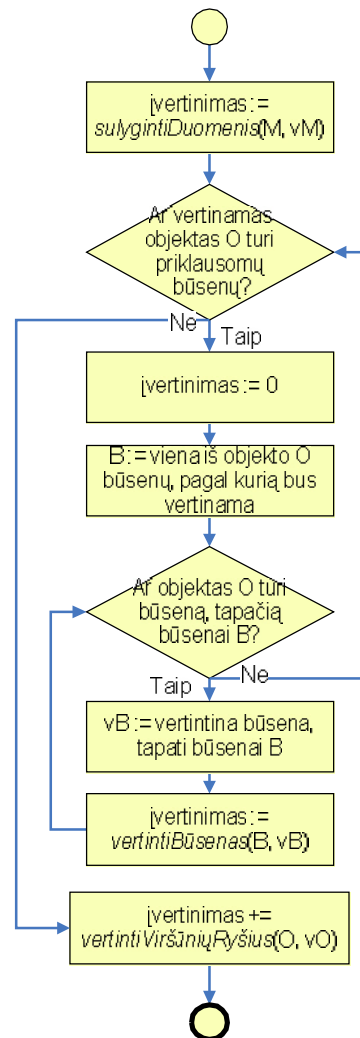 įvertinimas :=
sulygintiDuomenis(M, vM)
Ar vertinamas
objektas O turi
priklausomų
būsenų?
Ne
Taip
įvertinimas := 0
B := viena iš objekto O
būsenų, pagal kurią bus
vertinama
Ar objektas O turi
būseną, tapačią
būsenai B?
Taip
Ne
vB := vertintina būsena,
tapati būsenai B
įvertinimas :=
vertintiBūsenas(B, vB)
įvertinimas +=
vertintiViršūniųRyšius(O, vO)